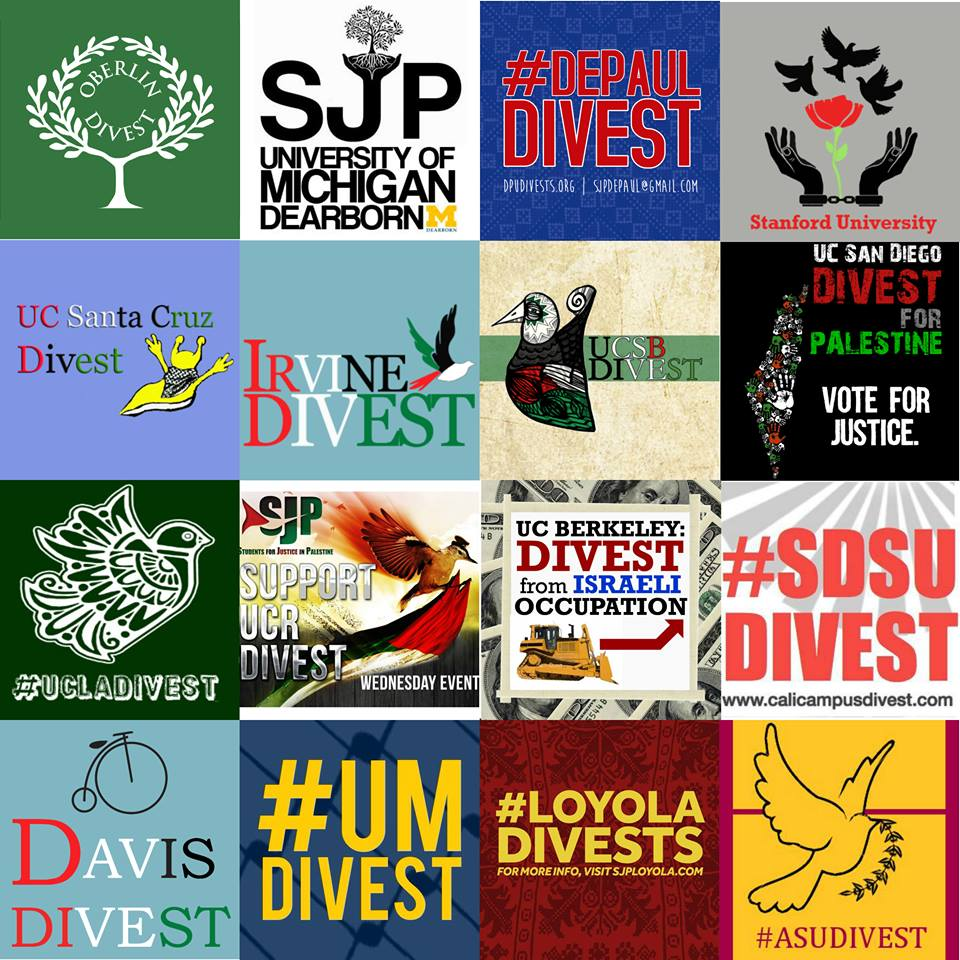 OBERLIN
DIVEST
SJP
UNIVERSITY OF
MICHIGAN
DEARBORN M
DEARBORN
#DEPAUL
DIVEST
DPUDIVESTS.ORG | SJPDEPAUL@GMAIL.COM
Stanford University
UC Santa Cruz
Divest
IRVINE
DIVEST
UCSB
DIVEST
UC SAN DIEGO
DIVEST
FOR
PALESTINE
VOTE FOR
JUSTICE.
#UCLADIVEST
SJP
STUDENTS FOR JUSTICE IN PALESTINE
SUPPORT
UCR
DIVEST
WEDNESDAY EVENT
UC BERKELEY:
DIVEST
from ISRAELI
OCCUPATION
#SDSU
DIVEST
www.calicampusdivest.com
DAVIS
DIVEST
#UM
DIVEST
#LOYOLA
DIVESTS
FOR MORE INFO, VISIT SJPLOYOLA.COM
#ASUDIVEST